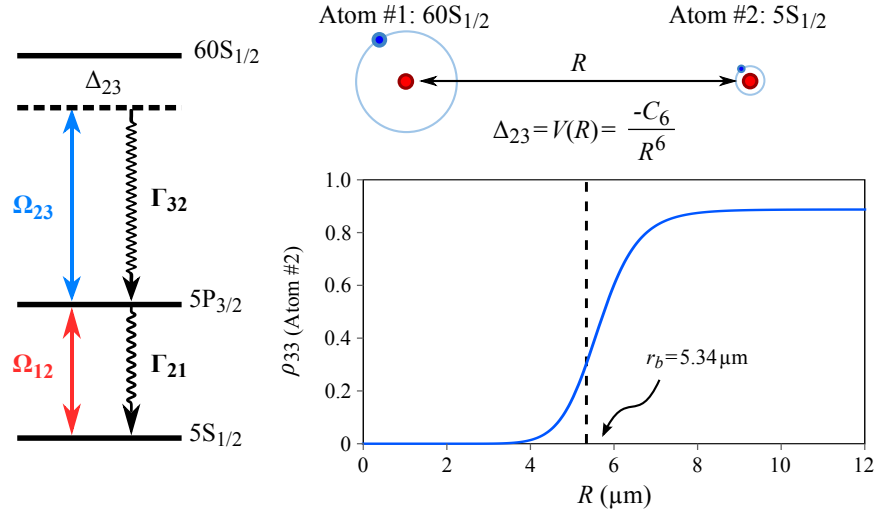 60S1/2
Δ23
Ω23
Γ32
5P3/2
Ω12
Γ21
5S1/2
Atom #1: 60S1/2
Atom #2: 5S1/2
R
Δ23=V(R)= -C6/R^6
1.0
0.8
0.6
0.4
0.2
0
ρ33 (Atom #2)
rb=5.34 μm
0 2 4 6 8 10 12
R (μm)